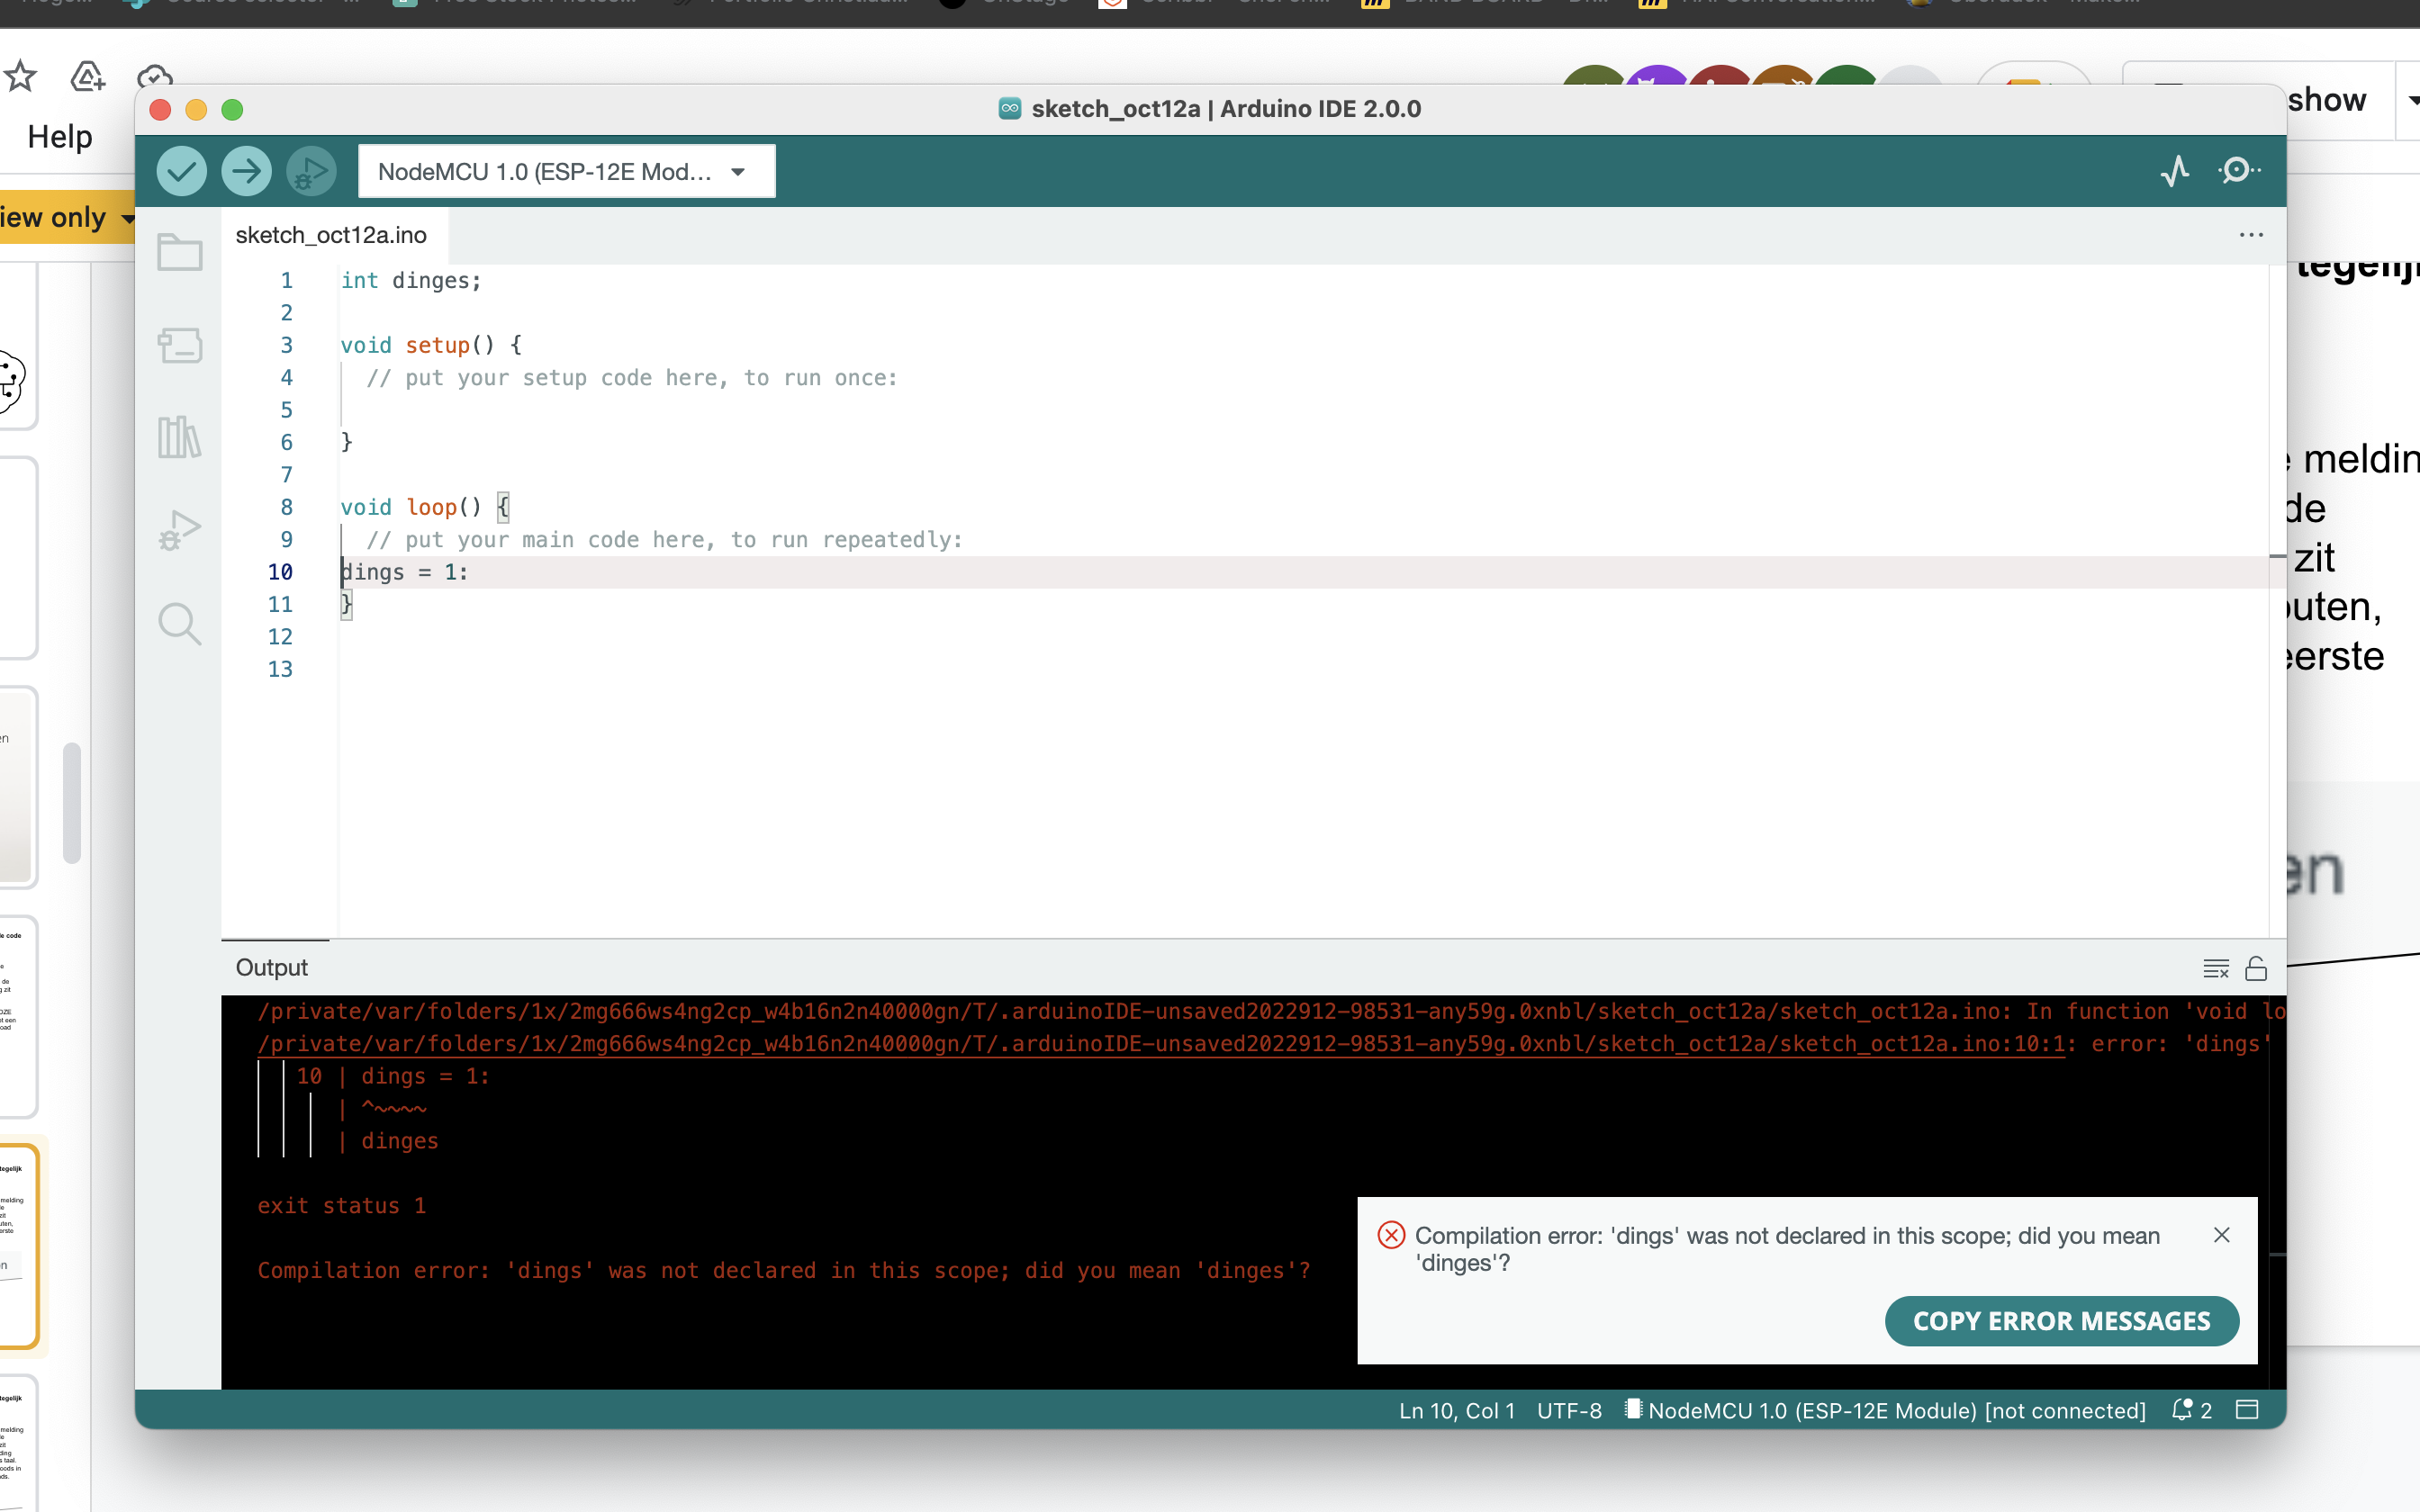 Help
show
iew only
sketch_oct12a | Arduino IDE 2.0.0
NodeMCU 1.0 (ESP-12E Mod...
sketch_oct12a.ino
1 int dinges;
2
3 void setup() {
4 // put your setup code here, to run once:
5
6 }
7
8 void loop() {
9 // put your main code here, to run repeatedly:
10 dings = 1:
11 }
12
13
meldin
de
zit
outen,
eerste
en
Output
/private/var/folders/1x/2mg666ws4ng2cp_w4b16n2n40000gn/T/.arduinoIDE-unsaved2022912-98531-any59g.0xnbl/sketch_oct12a/sketch_oct12a.ino: In function 'void lo
/private/var/folders/1x/2mg666ws4ng2cp_w4b16n2n40000gn/T/.arduinoIDE-unsaved2022912-98531-any59g.0xnbl/sketch_oct12a/sketch_oct12a.ino:10:1: error: 'dings'
10 | dings = 1:
| ^~~~~
| dinges
exit status 1
Compilation error: 'dings' was not declared in this scope; did you mean 'dinges'?
Compilation error: 'dings' was not declared in this scope; did you mean
'dinges'?
COPY ERROR MESSAGES
Ln 10, Col 1 UTF-8 NodeMCU 1.0 (ESP-12E Module) [not connected] 2